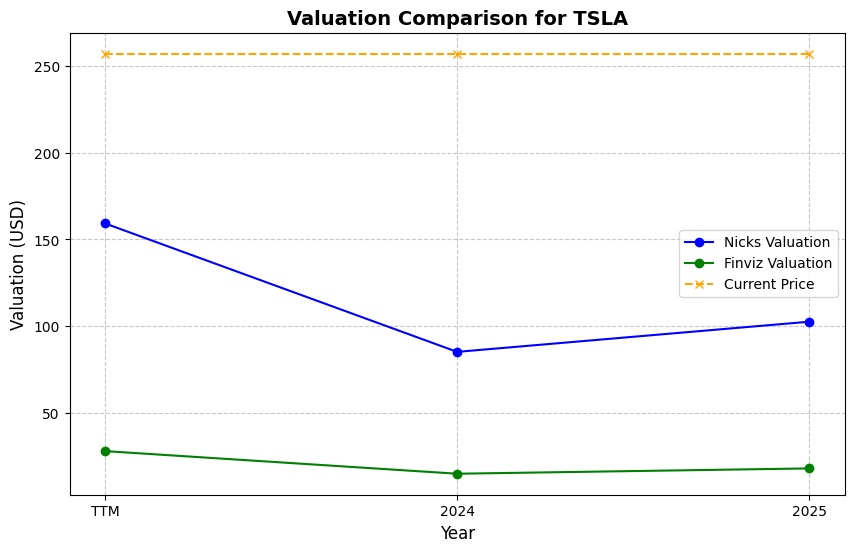 Valuation Comparison for TSLA
Valuation (USD)
250
200
150
100
50
Nicks Valuation
Finviz Valuation
Current Price
TTM
2024
2025
Year